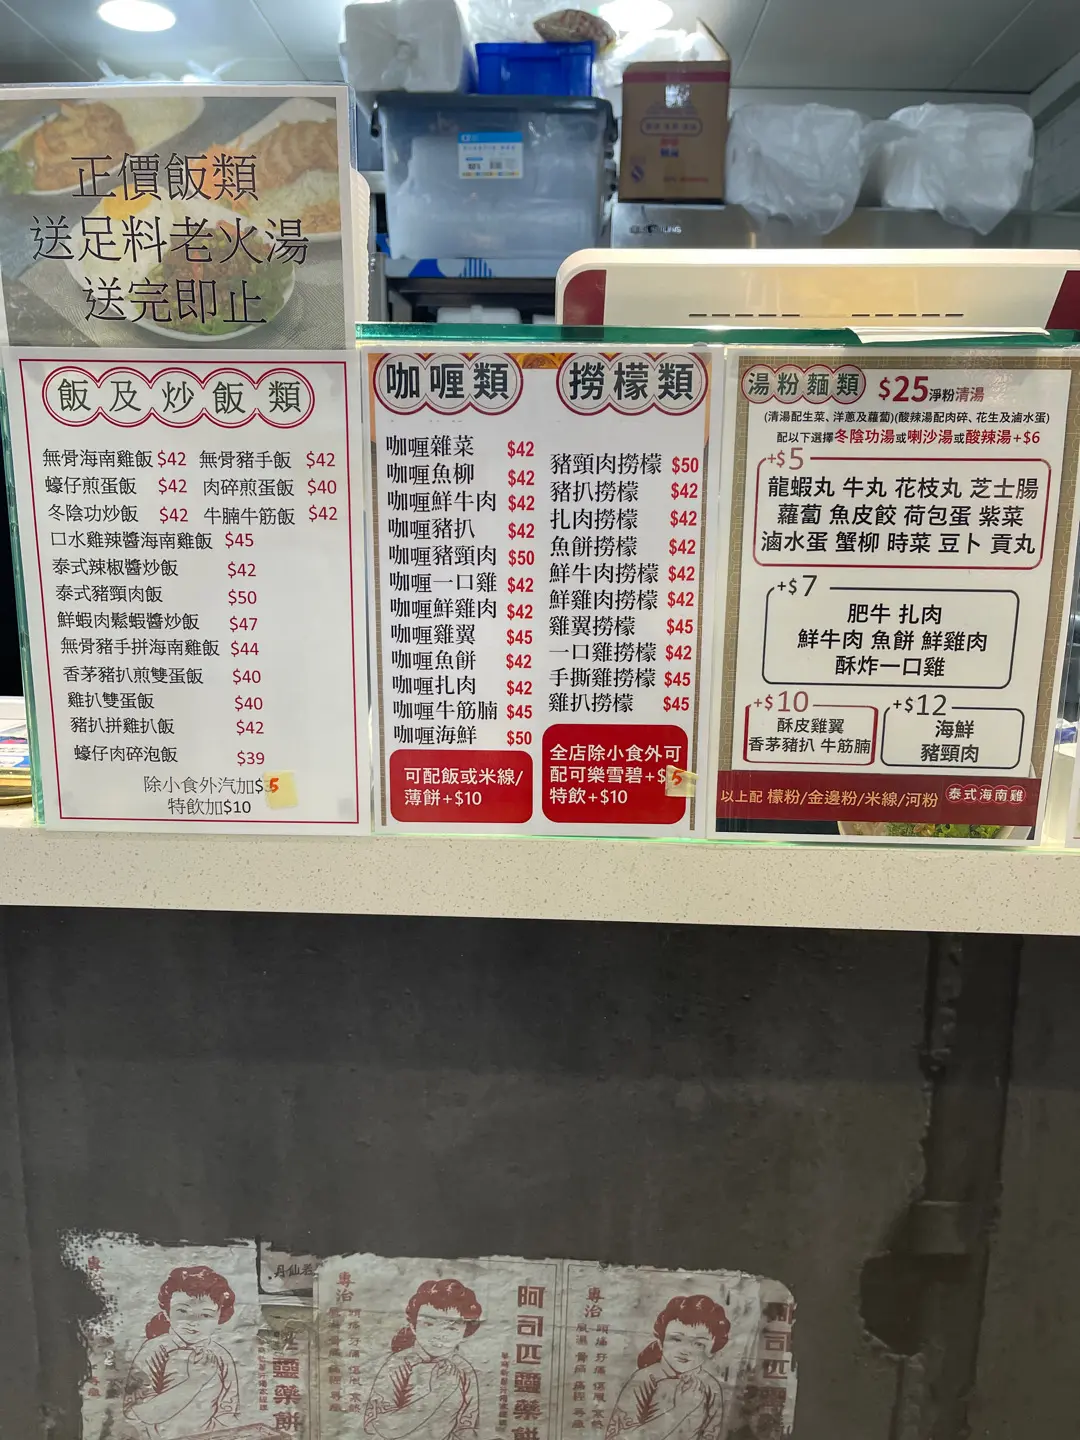 正價飯類
送足料老火湯
送完即止
飯及炒飯類
無骨海南雞飯 $42 無骨豬手飯 $42
蠔仔煎蛋飯 $42 肉碎煎蛋飯 $40
冬陰功炒飯 $42 牛腩牛筋飯 $42
口水雞辣醬海南雞飯 $45
泰式辣椒醬炒飯 $42
泰式豬頸肉飯 $50
鮮蝦肉鬆蝦醬炒飯 $47
無骨豬手拼海南雞飯 $44
香茅豬扒煎雙蛋飯 $40
雞扒雙蛋飯 $40
豬扒拼雞扒飯 $42
蠔仔肉碎泡飯 $39
除小食外汽加$5
特飲加$10
咖喱類
咖喱雜菜 $42
咖喱魚柳 $42
咖喱鮮牛肉 $42
咖喱豬扒 $42
咖喱豬頸肉 $50
咖喱一口雞 $42
咖喱鮮雞肉 $42
咖喱雞翼 $45
咖喱魚餅 $42
咖喱扎肉 $42
咖喱牛筋腩 $45
咖喱海鮮 $50
可配飯或米線/
薄餅+$10
撈檬類
豬頸肉撈檬 $50
豬扒撈檬 $42
扎肉撈檬 $42
魚餅撈檬 $42
鮮牛肉撈檬 $42
鮮雞肉撈檬 $42
雞翼撈檬 $45
一口雞撈檬 $42
手撕雞撈檬 $45
雞扒撈檬 $45
全店除小食外可
配可樂雪碧+$5
特飲+$10
湯粉麵類 $25淨粉清湯
(清湯配生菜、洋蔥及蘿蔔)(酸辣湯配肉碎、花生及滷水蛋)
配以下選擇冬陰功湯或喇沙湯或酸辣湯+$6
+$5
龍蝦丸 牛丸 花枝丸 芝士腸
蘿蔔 魚皮餃 荷包蛋 紫菜
滷水蛋 蟹柳 時菜 豆卜 貢丸
+$7
肥牛 扎肉
鮮牛肉 魚餅 鮮雞肉
酥炸一口雞
+$10
酥皮雞翼
香茅豬扒 牛筋腩
+$12
海鮮
豬頸肉
以上配 檬粉/金邊粉/米線/河粉 泰式海南雞
專治
鹽藥餅
專治
阿司匹鹽藥餅
專治